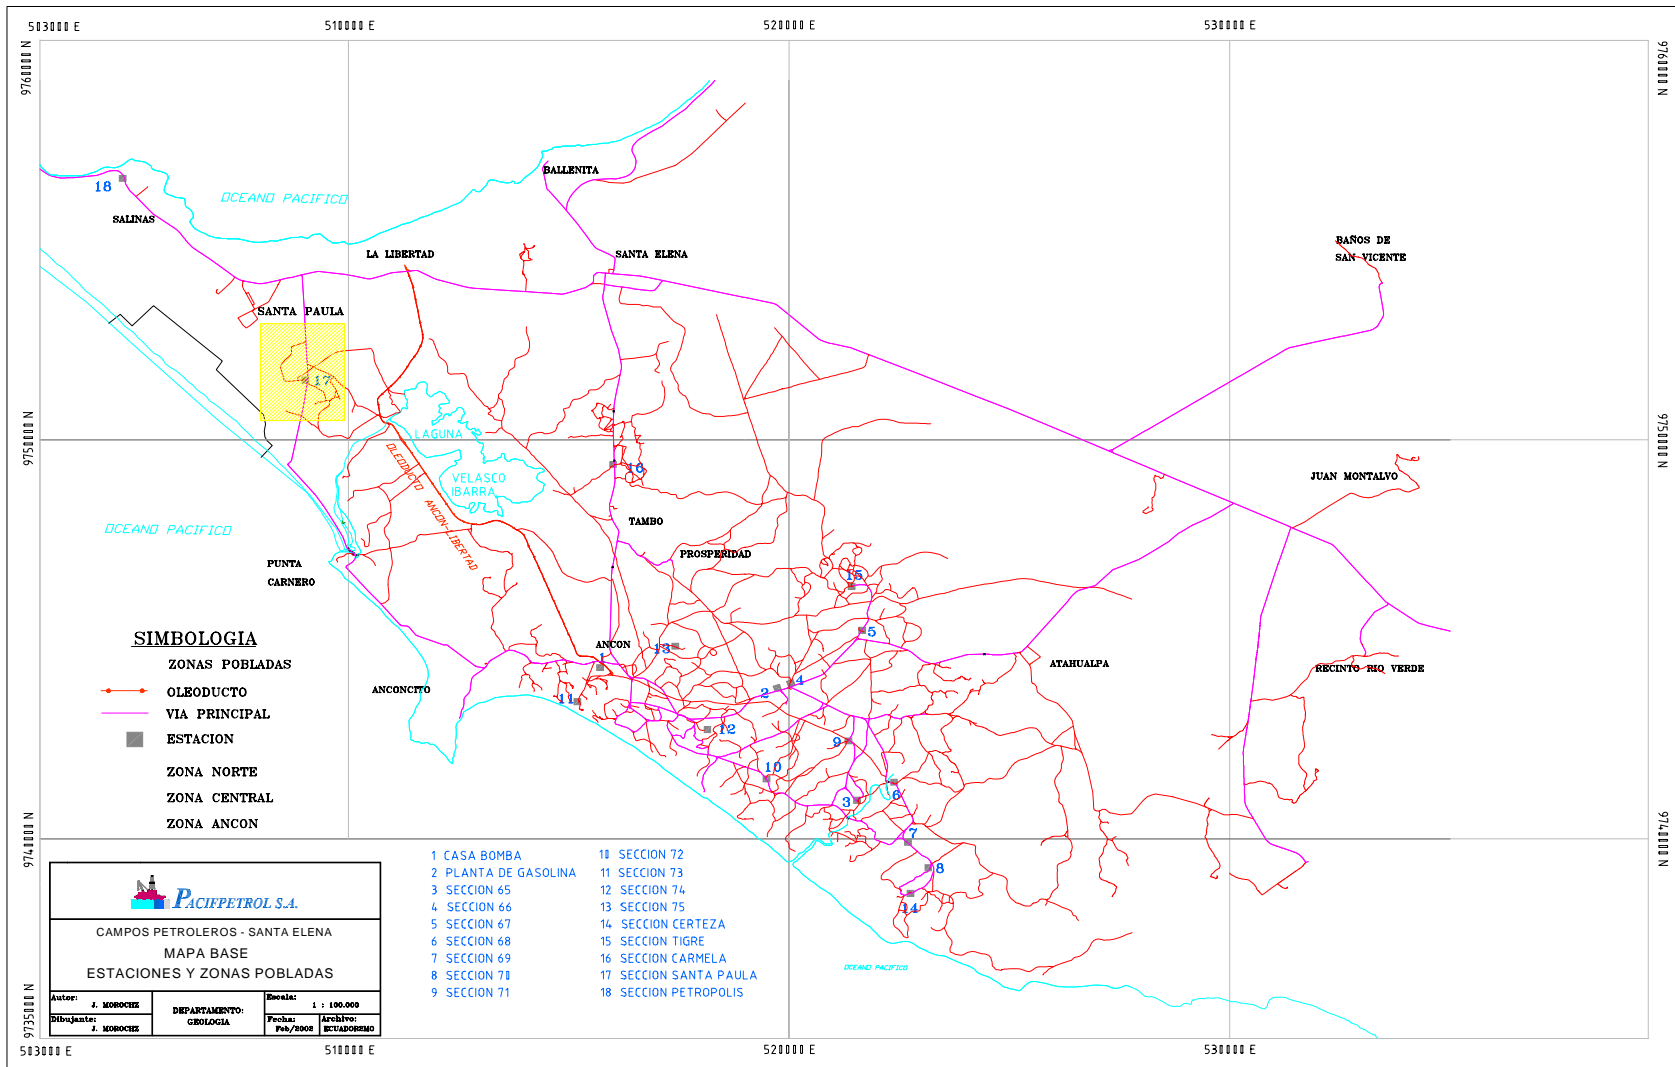 503000 E
510000 E
520000 E
530000 E
9760000 N
9760000 N
BALLENITA
18
OCEANO PACIFICO
SALINAS
BAÑOS DE
SAN VICENTE
LA LIBERTAD
SANTA ELENA
SANTA PAULA
17
9750000 N
9750000 N
LAGUNA
VELASCO
IBARRA
OLEODUCTO ANCON-LIBERTAD
16
JUAN MONTALVO
TAMBO
OCEANO PACIFICO
PROSPERIDAD
PUNTA
CARNERO
15
5
SIMBOLOGIA
ZONAS POBLADAS
OLEODUCTO
VIA PRINCIPAL
ESTACION
ZONA NORTE
ZONA CENTRAL
ZONA ANCON
ANCON
13
1
ATAHUALPA
RECINTO RIO VERDE
ANCONCITO
11
2
4
12
9
10
3
6
7
8
14
9740000 N
9740000 N
OCEANO PACIFICO
1 CASA BOMBA
2 PLANTA DE GASOLINA
3 SECCION 65
4 SECCION 66
5 SECCION 67
6 SECCION 68
7 SECCION 69
8 SECCION 70
9 SECCION 71
10 SECCION 72
11 SECCION 73
12 SECCION 74
13 SECCION 75
14 SECCION CERTEZA
15 SECCION TIGRE
16 SECCION CARMELA
17 SECCION SANTA PAULA
18 SECCION PETROPOLIS
PACIFPETROL S.A.
CAMPOS PETROLEROS - SANTA ELENA
MAPA BASE
ESTACIONES Y ZONAS POBLADAS
Autor:
J. MOROCHZ
Dibujante:
J. MOROCHZ
DEPARTAMENTO:
GEOLOGIA
Escala:
1 : 100.000
Fecha:
Feb/2002
Archivo:
ECUADOR2MO
9735000 N
503000 E
510000 E
520000 E
530000 E